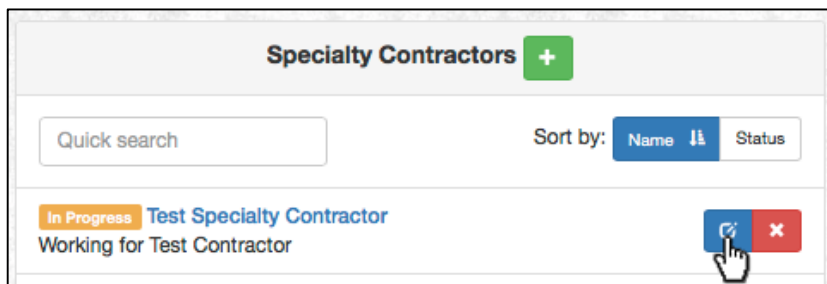 Specialty Contractors +
Quick search
Sort by: Name Status
In Progress Test Specialty Contractor
Working for Test Contractor